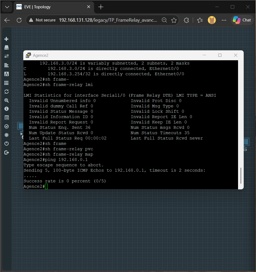 EVE | Topology
Not secure
192.168.131.128/legacy/TP_FrameRelay_avanc...
Agence2
192.168.3.0/24 is variably subnetted, 2 subnets, 2 masks
C 192.168.3.0/24 is directly connected, Ethernet0/0
L 192.168.3.254/32 is directly connected, Ethernet0/0
Agence2#sh frame-
Agence2#sh frame-relay lmi
LMI Statistics for interface Serial1/0 (Frame Relay DTE) LMI TYPE = ANSI
Invalid Unnumbered info 0 Invalid Prot Disc 0
Invalid dummy Call Ref 0 Invalid Msg Type 0
Invalid Status Message 0 Invalid Lock Shift 0
Invalid Information ID 0 Invalid Report IE Len 0
Invalid Report Request 0 Invalid Keep IE Len 0
Num Status Enq. Sent 36 Num Status msgs Rcvd 0
Num Update Status Rcvd 0 Num Status Timeouts 35
Last Full Status Req 00:00:02 Last Full Status Rcvd never
Agence2#sh frame
Agence2#sh frame-relay pvc
Agence2#sh frame-relay map
Agence2#ping 192.168.0.1
Type escape sequence to abort.
Sending 5, 100-byte ICMP Echos to 192.168.0.1, timeout is 2 seconds:
.....
Success rate is 0 percent (0/5)
Agence2#